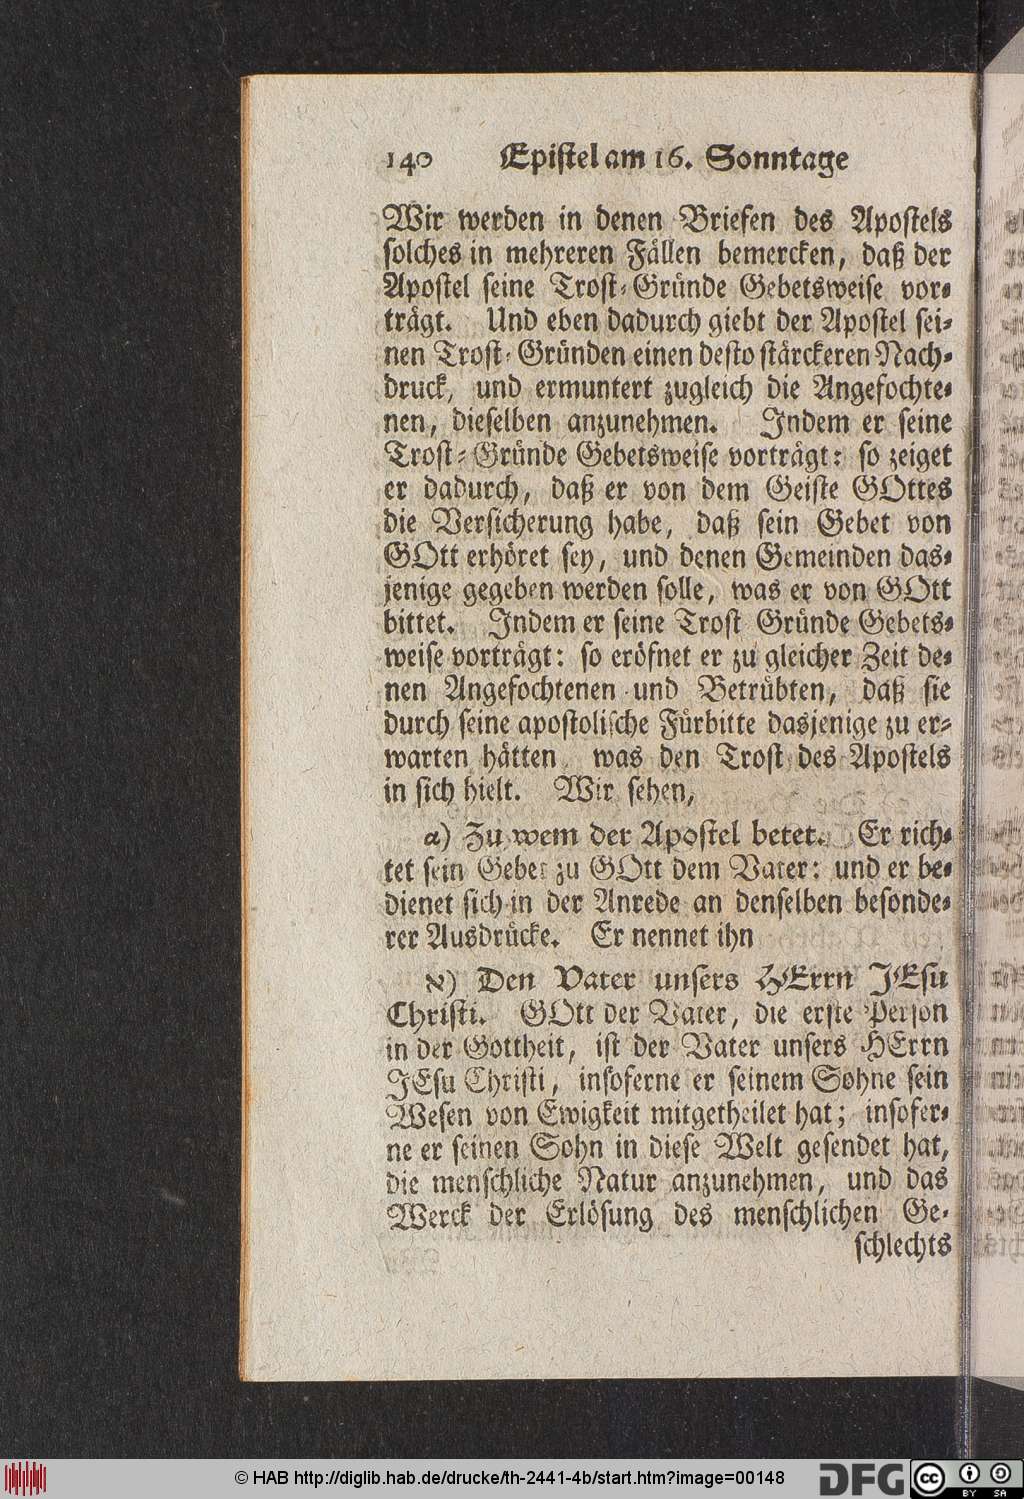 140 Epistel am 16. Sonntage
Wir werden in denen Briefen des Apostels
solches in mehreren Fällen bemercken, daß der
Apostel seine Trost-Gründe Gebetsweise vor-
trägt. Und eben dadurch giebt der Apostel sei-
nen Trost-Gründen einen desto stärckeren Nach-
druck, und ermuntert zugleich die Angefochte-
nen, dieselben anzunehmen. Indem er seine
Trost-Gründe Gebetsweise vorträgt: so zeiget
er dadurch, daß er von dem Geiste GOttes
die Versicherung habe, daß sein Gebet von
GOtt erhöret sey, und denen Gemeinden das-
jenige gegeben werden solle, was er von GOtt
bittet. Indem er seine Trost Gründe Gebets-
weise vorträgt: so eröfnet er zu gleicher Zeit de-
nen Angefochtenen und Betrübten, daß sie
durch seine apostolische Fürbitte dasjenige zu er-
warten hätten, was den Trost des Apostels
in sich hielt. Wir sehen,
α) Zu wem der Apostel betet. Er rich-
tet sein Gebet zu GOtt dem Vater: und er be-
dienet sich in der Anrede an denselben besonde-
rer Ausdrücke. Er nennet ihn
א) Den Vater unsers HErrn JEsu
Christi. GOtt der Vater, die erste Person
in der Gottheit, ist der Vater unsers HErrn
JEsu Christi, insoferne er seinem Sohne sein
Wesen von Ewigkeit mitgetheilet hat; insofer-
ne er seinen Sohn in diese Welt gesendet hat,
die menschliche Natur anzunehmen, und das
Werck der Erlösung des menschlichen Ge-
schlechts
© HAB http://diglib.hab.de/drucke/th-2441-4b/start.htm?image=00148 DFG cc BY SA